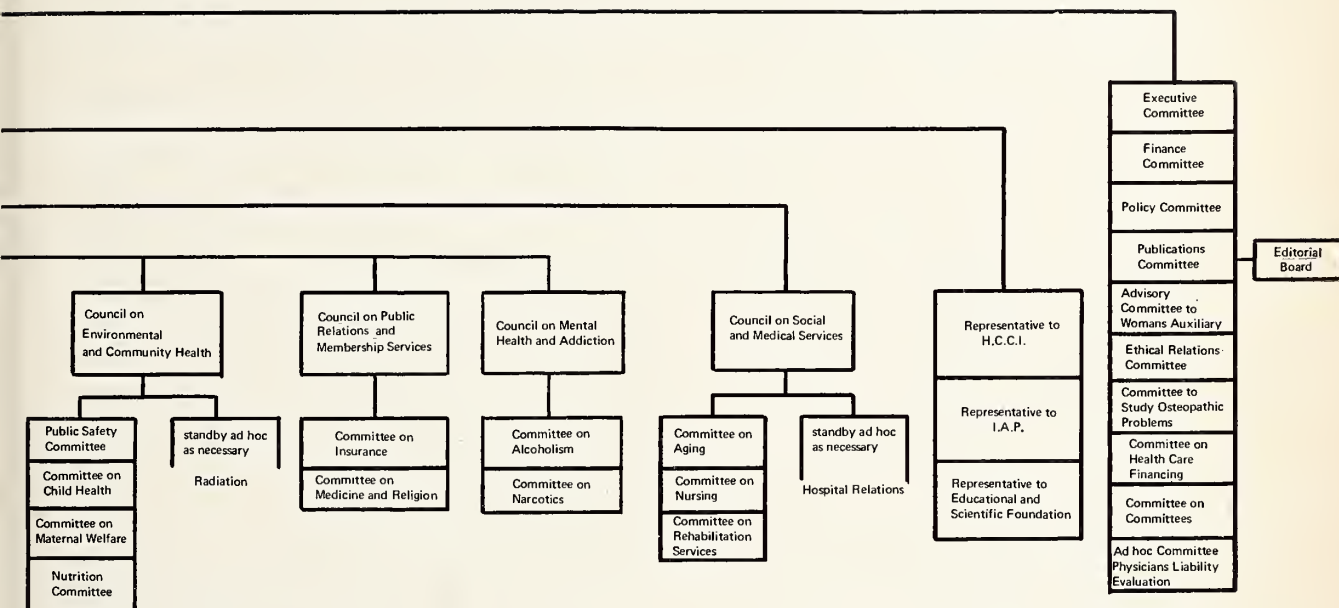 Council on
Environmental
and Community Health
Public Safety
Committee
Committee on
Child Health
Committee on
Maternal Welfare
Nutrition
Committee
standby ad hoc
as necessary
Radiation
Council on Public
Relations and
Membership Services
Committee on
Insurance
Committee on
Medicine and Religion
Council on Mental
Health and Addiction
Committee on
Alcoholism
Committee on
Narcotics
Council on Social
and Medical Services
Committee on
Aging
Committee on
Nursing
Committee on
Rehabilitation
Services
standby ad hoc
as necessary
Hospital Relations
Representative to
H.C.C.I.
Representative to
I.A.P.
Representative to
Educational and
Scientific Foundation
Executive
Committee
Finance
Committee
Policy Committee
Publications
Committee
Editorial
Board
Advisory
Committee to
Womans Auxiliary
Ethical Relations
Committee
Committee to
Study Osteopathic
Problems
Committee on
Health Care
Financing
Committee on
Committees
Ad hoc Committee
Physicians Liability
Evaluation